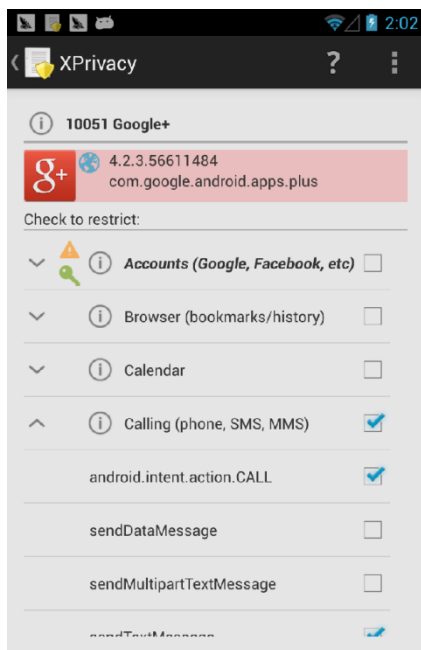 2:02
XPrivacy ?
i 10051 Google+
g+ 4.2.3.56611484
com.google.android.apps.plus
Check to restrict:
i Accounts (Google, Facebook, etc)
i Browser (bookmarks/history)
i Calendar
i Calling (phone, SMS, MMS)
android.intent.action.CALL
sendDataMessage
sendMultipartTextMessage
sendTextMessage